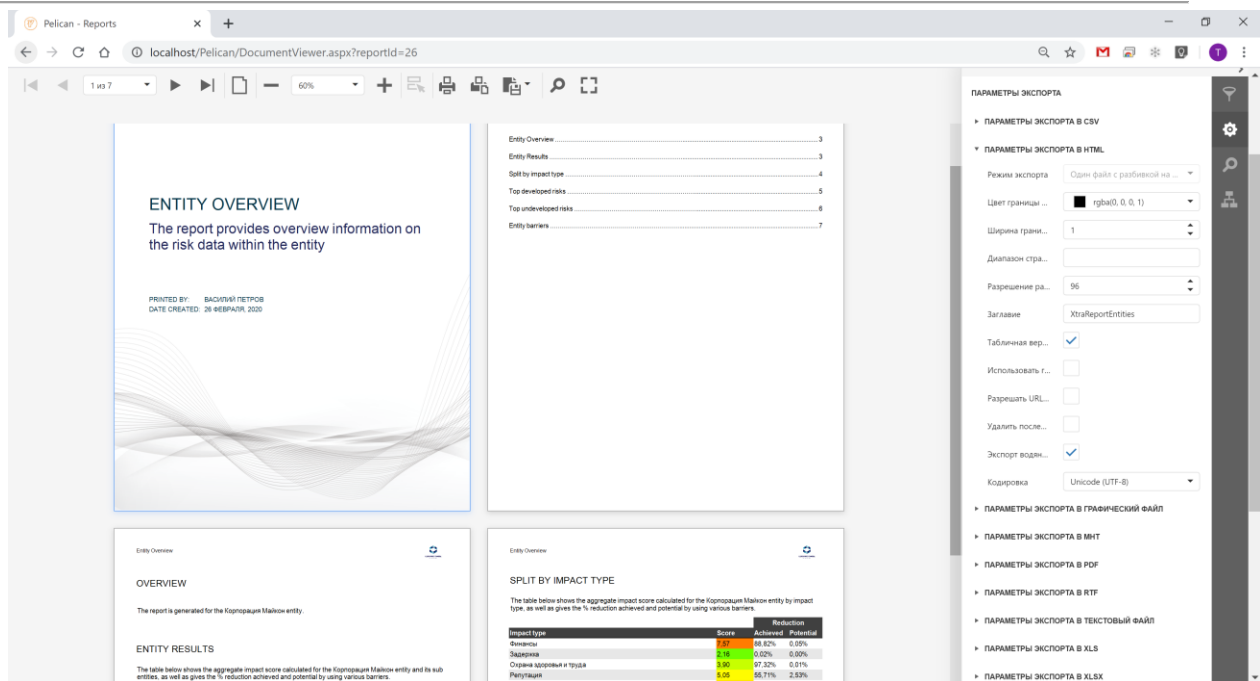 Pelican - Reports
localhost/Pelican/DocumentViewer.aspx?reportId=26
T
1 из 7
60%
ENTITY OVERVIEW
The report provides overview information on
the risk data within the entity
PRINTED BY: ВАСИЛИЙ ПЕТРОВ
DATE CREATED: 26 ФЕВРАЛЯ, 2020
Entity Overview 3
Entity Results 3
Split by impact type 4
Top developed risks 5
Top undeveloped risks 6
Entity barriers 7
Entity Overview
OVERVIEW
The report is generated for the Корпорация Майкон entity.
ENTITY RESULTS
The table below shows the aggregate impact score calculated for the Корпорация Майкон entity and its sub
entities, as well as gives the % reduction achieved and potential by using various barriers.
Entity Overview
SPLIT BY IMPACT TYPE
The table below shows the aggregate impact score calculated for the Корпорация Майкон entity by impact
type, as well as gives the % reduction achieved and potential by using various barriers.
Reduction
Impact type Score Achieved Potential
Финансы 7,57 88,82% 0,05%
Задержка 2,16 0,02% 0,00%
Охрана здоровья и труда 3,90 97,32% 0,01%
Репутация 5,05 55,71% 2,53%
ПАРАМЕТРЫ ЭКСПОРТА
ПАРАМЕТРЫ ЭКСПОРТА В CSV
ПАРАМЕТРЫ ЭКСПОРТА В HTML
Режим экспорта Один файл с разбивкой на ...
Цвет границы ... rgba(0, 0, 0, 1)
Ширина грани... 1
Диапазон стра...
Разрешение ра... 96
Заглавие XtraReportEntities
Табличная вер...
Использовать г...
Разрешать URL...
Удалить после...
Экспорт водян...
Кодировка Unicode (UTF-8)
ПАРАМЕТРЫ ЭКСПОРТА В ГРАФИЧЕСКИЙ ФАЙЛ
ПАРАМЕТРЫ ЭКСПОРТА В MHT
ПАРАМЕТРЫ ЭКСПОРТА В PDF
ПАРАМЕТРЫ ЭКСПОРТА В RTF
ПАРАМЕТРЫ ЭКСПОРТА В ТЕКСТОВЫЙ ФАЙЛ
ПАРАМЕТРЫ ЭКСПОРТА В XLS
ПАРАМЕТРЫ ЭКСПОРТА В XLSX